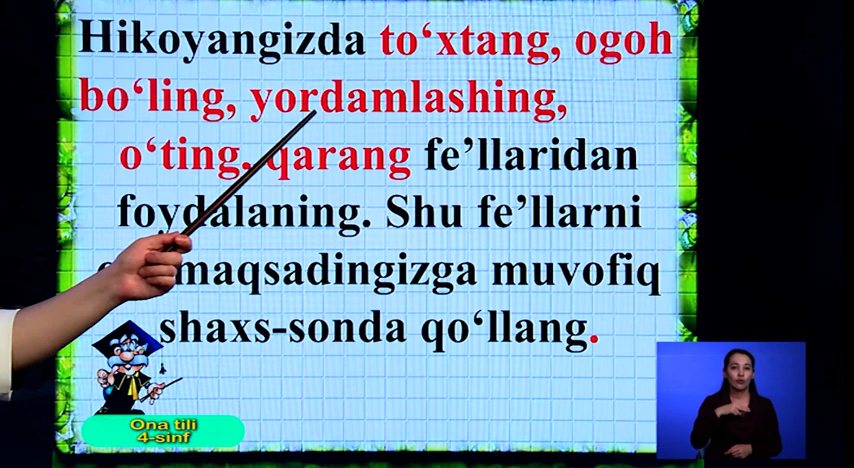 Hikoyangizda to‘xtang, ogoh
bo‘ling, yordamlashing,
o‘ting, qarang fe’llaridan
foydalaning. Shu fe’llarni
maqsadingizga muvofiq
shaxs-sonda qo‘llang.
Ona tili
4-sinf